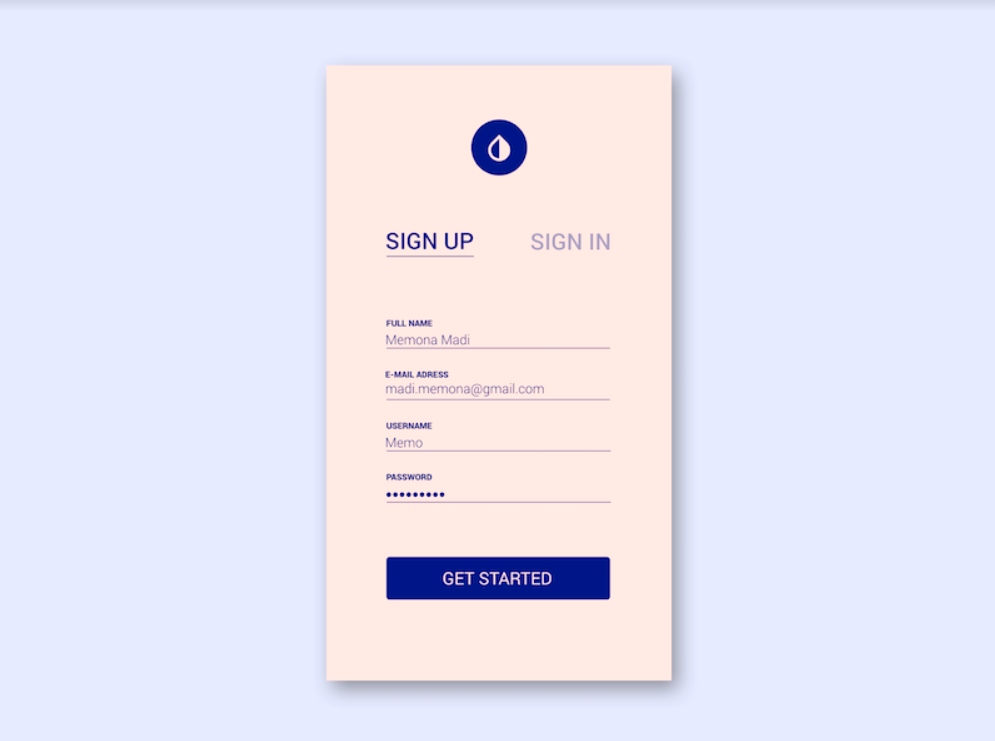 SIGN UP SIGN IN
FULL NAME
Memona Madi
E-MAIL ADRESS
madi.memona@gmail.com
USERNAME
Memo
PASSWORD
•••••••••
GET STARTED